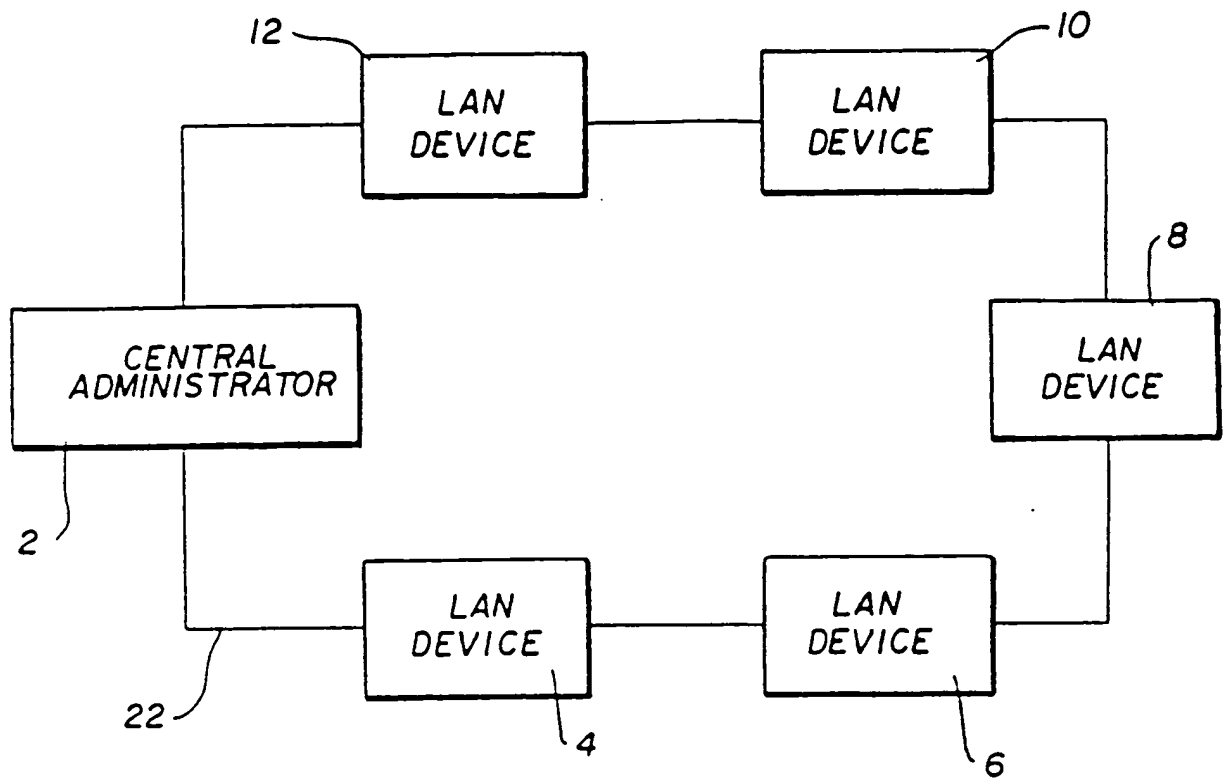 12
10
LAN
DEVICE
LAN
DEVICE
8
CENTRAL
ADMINISTRATOR
LAN
DEVICE
2
LAN
DEVICE
LAN
DEVICE
22
4
6